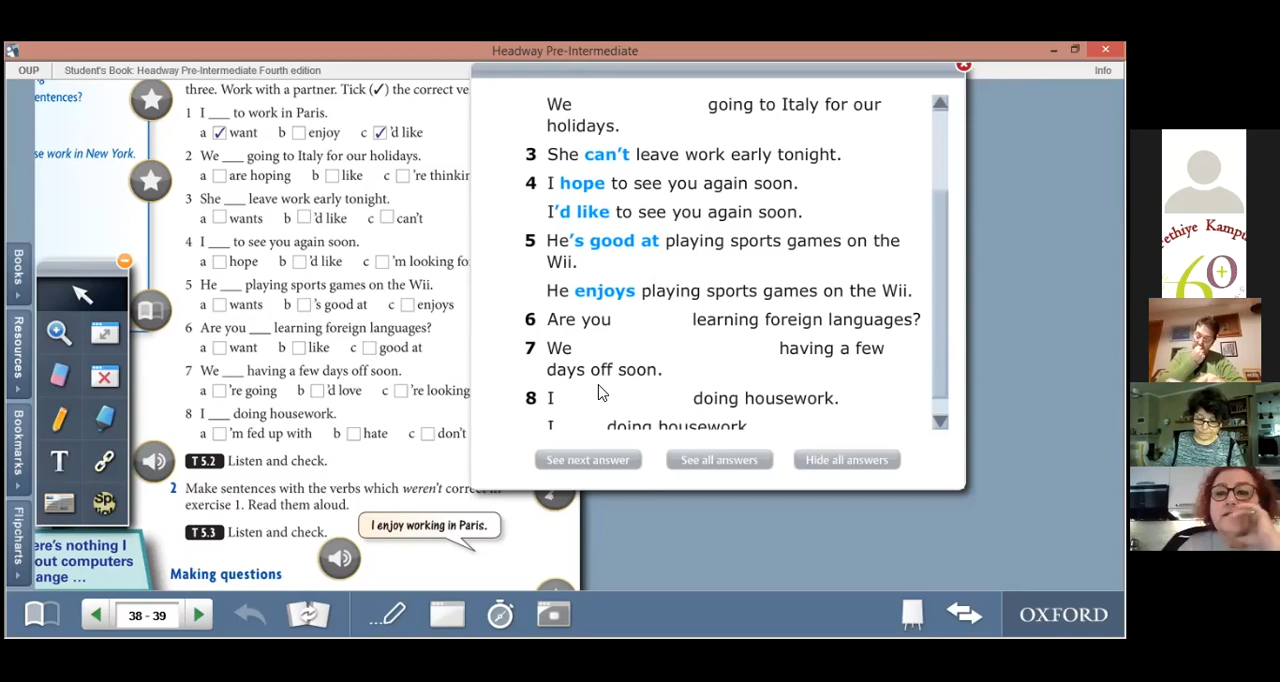 Headway Pre-Intermediate
OUP
Student's Book: Headway Pre-Intermediate Fourth edition
Info
entences?
se work in New York.
three. Work with a partner. Tick (✓) the correct ve
1 I ___ to work in Paris.
a ✓ want b enjoy c ✓ 'd like
2 We ___ going to Italy for our holidays.
a are hoping b like c 're thinkin
3 She ___ leave work early tonight.
a wants b 'd like c can't
4 I ___ to see you again soon.
a hope b 'd like c 'm looking fo
5 He ___ playing sports games on the Wii.
a wants b 's good at c enjoys
6 Are you ___ learning foreign languages?
a want b like c good at
7 We ___ having a few days off soon.
a 're going b 'd love c 're looking
8 I ___ doing housework.
a 'm fed up with b hate c don't
T 5.2 Listen and check.
2 Make sentences with the verbs which weren't correct in
exercise 1. Read them aloud.
I enjoy working in Paris.
T 5.3 Listen and check.
Making questions
ere's nothing I
out computers
ange ...
We going to Italy for our
holidays.
3 She can't leave work early tonight.
4 I hope to see you again soon.
I'd like to see you again soon.
5 He's good at playing sports games on the
Wii.
He enjoys playing sports games on the Wii.
6 Are you learning foreign languages?
7 We having a few
days off soon.
8 I doing housework.
I doing housework
See next answer
See all answers
Hide all answers
Books
Resources
Bookmarks
Flipcharts
T
Sp
38 - 39
OXFORD
ethiye Kampu
60